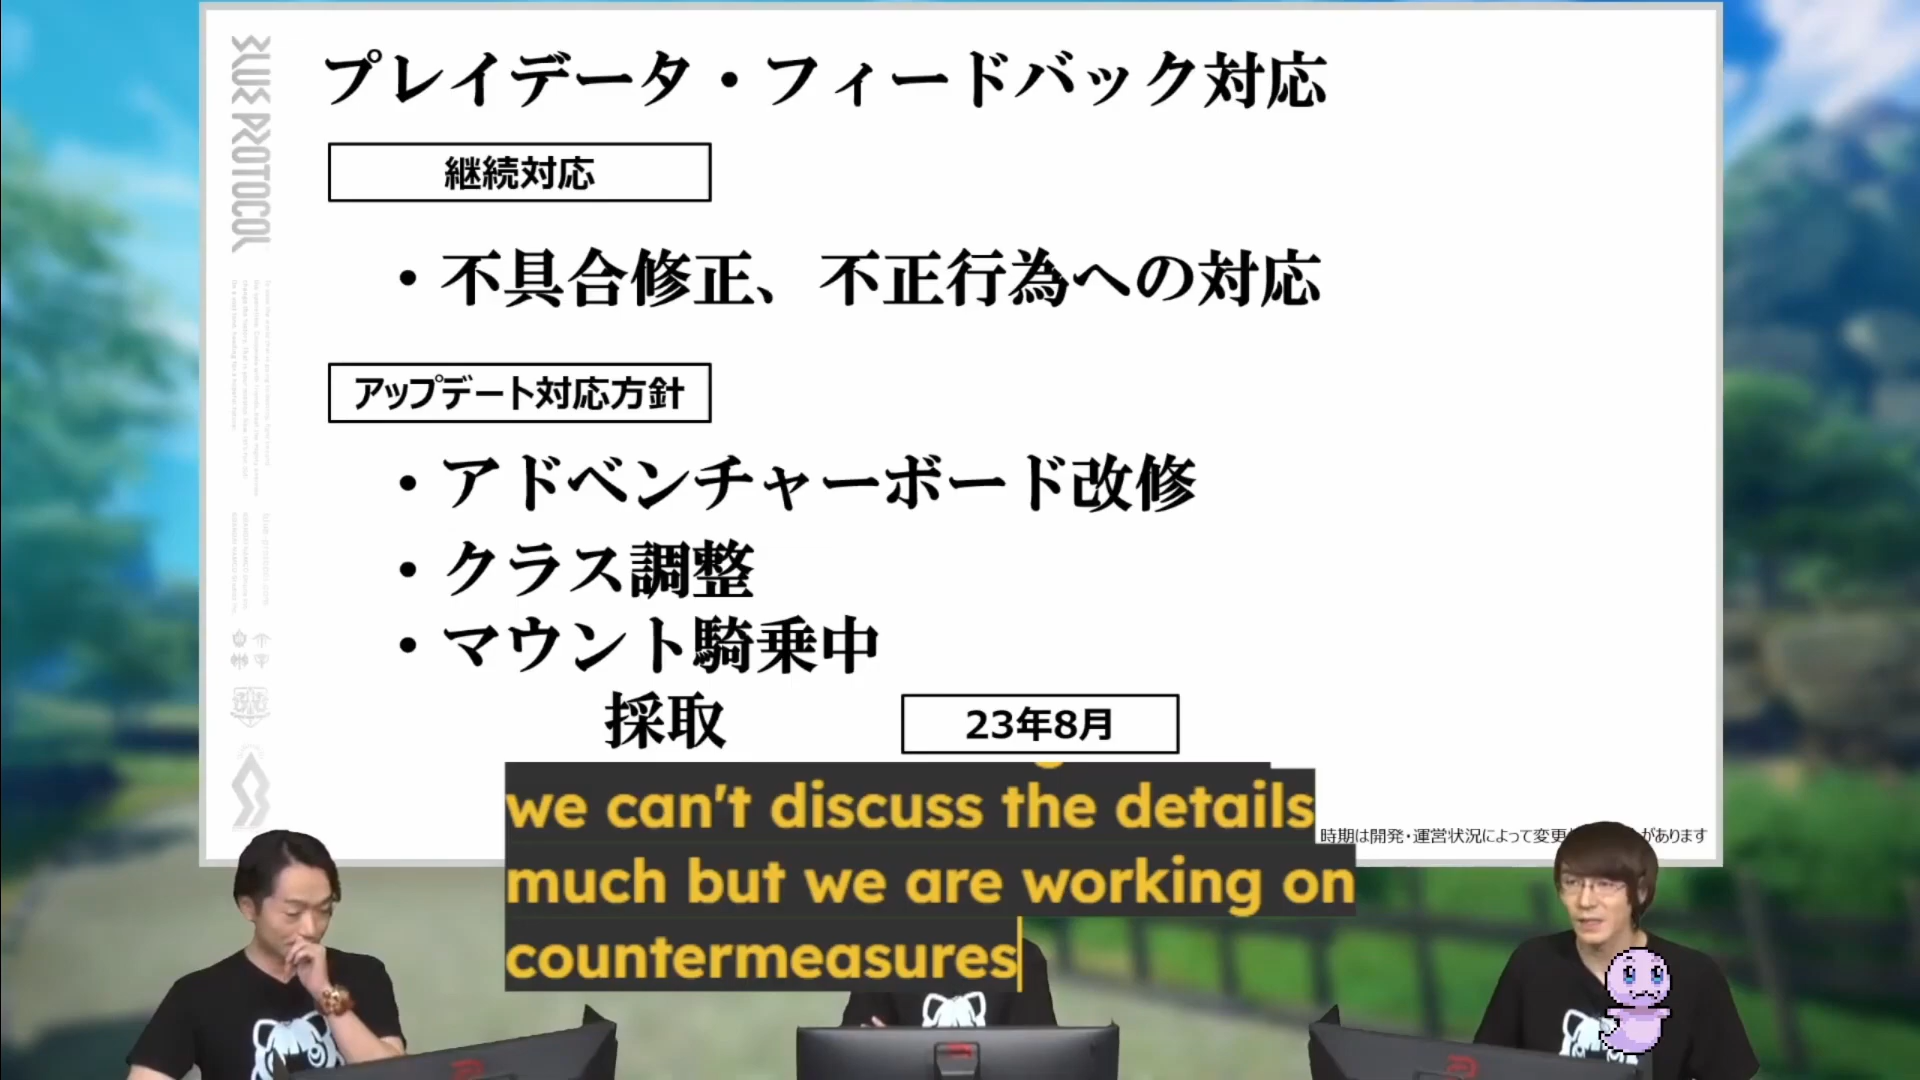 BLUE PROTOCOL
プレイデータ・フィードバック対応
継続対応
・不具合修正、不正行為への対応
アップデート対応方針
・アドベンチャーボード改修
・クラス調整
・マウント騎乗中
採取
23年8月
we can't discuss the details
much but we are working on
countermeasures
時期は開発・運営状況によって変更 があります